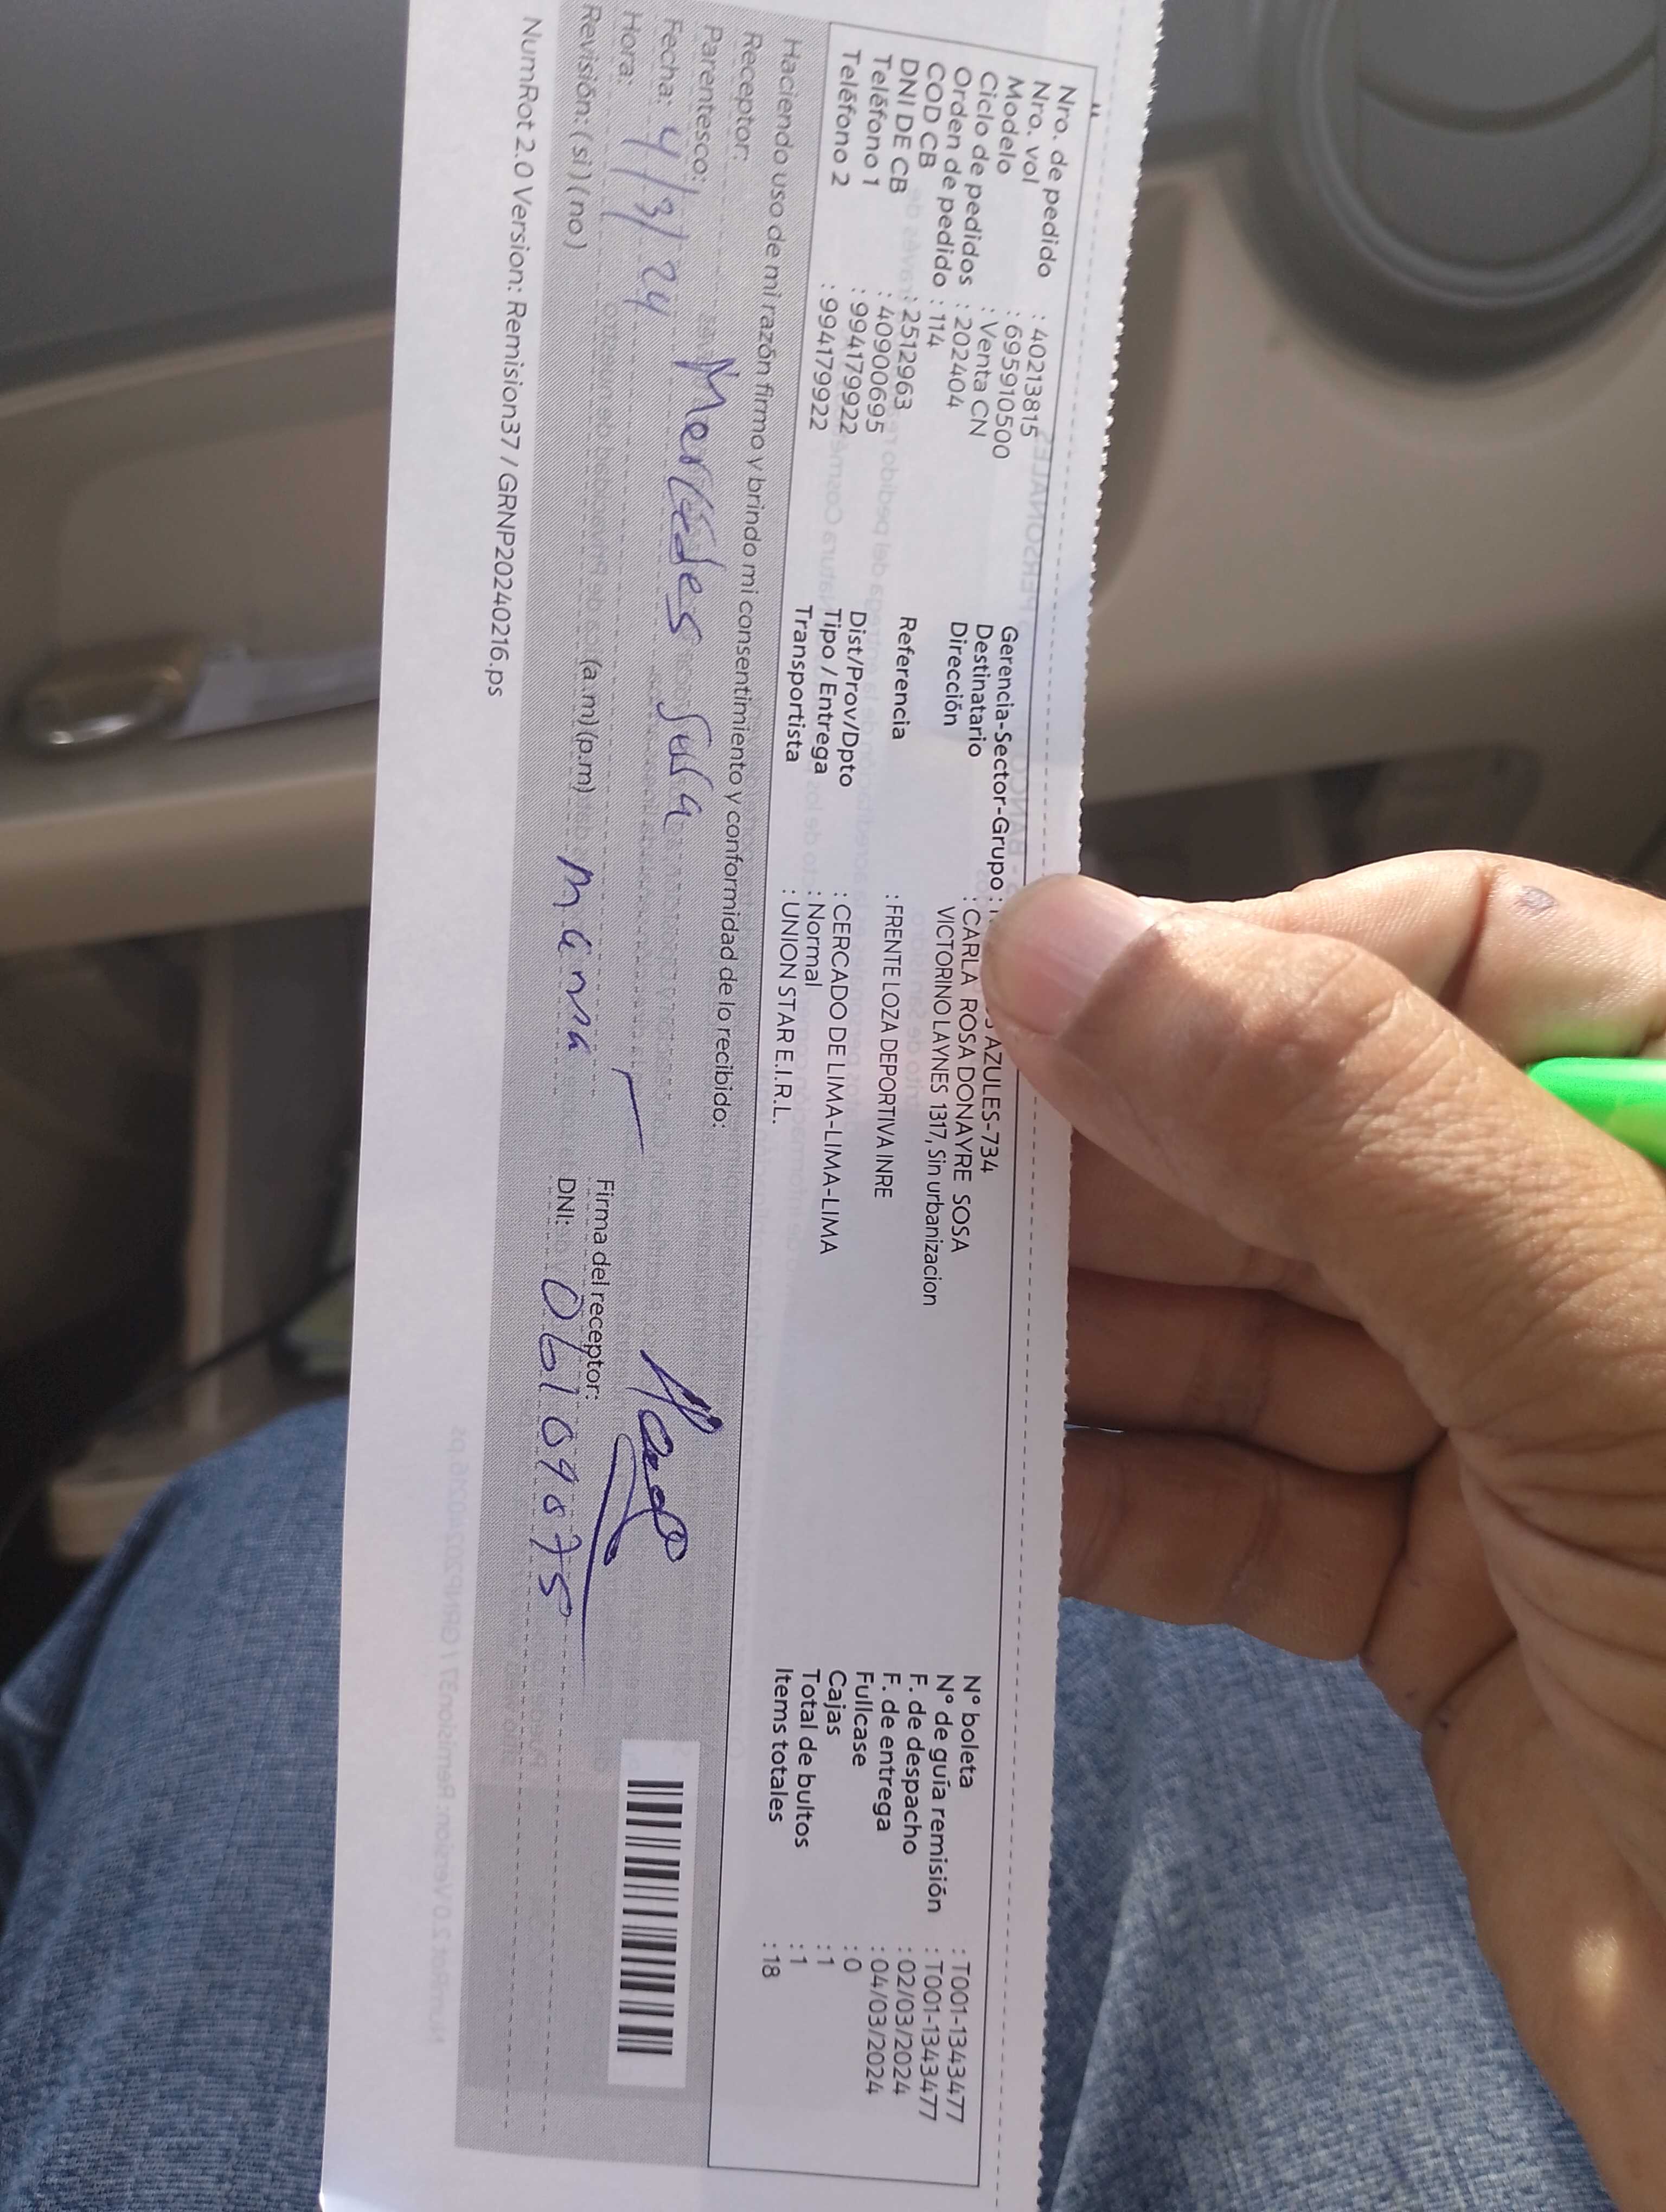 Nro. de pedido : 40213815
Nro. vol : 695910500
Modelo : Venta CN
Ciclo de pedidos : 202404
Orden de pedido : 114
COD CB : 2512963
DNI DE CB : 40900695
Teléfono 1 : 994179922
Teléfono 2 : 994179922
Gerencia-Sector-Grupo : AZULES-734
Destinatario : CARLA ROSA DONAYRE SOSA
Dirección VICTORINO LAYNES 1317, Sin urbanizacion
Referencia : FRENTE LOZA DEPORTIVA INRE
Dist/Prov/Dpto : CERCADO DE LIMA-LIMA-LIMA
Tipo / Entrega : Normal
Transportista : UNION STAR E.I.R.L.
N° boleta : T001-1343477
N° de guía remisión : T001-1343477
F. de despacho : 02/03/2024
F. de entrega : 04/03/2024
Fullcase : 0
Cajas : 1
Total de bultos : 1
Items totales : 18
Haciendo uso de mi razón firmo y brindo mi consentimiento y conformidad de lo recibido:
Receptor: Mercedes Sosa
Parentesco: mama
Fecha: 4/3/24
Hora: (a.m)(p.m)
Revisión: (si) (no)
Firma del receptor:
DNI:
NumRot 2.0 Version: Remision37 / GRNP20240216.ps